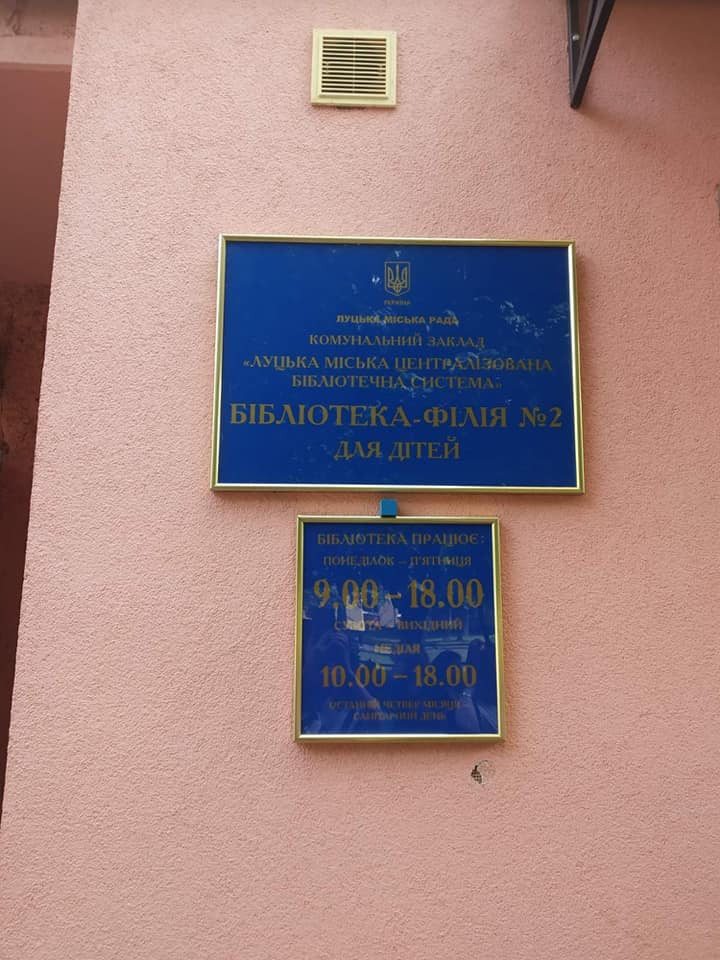 УКРАЇНА
ЛУЦЬКА МІСЬКА РАДА
КОМУНАЛЬНИЙ ЗАКЛАД
«ЛУЦЬКА МІСЬКА ЦЕНТРАЛІЗОВАНА
БІБЛІОТЕЧНА СИСТЕМА»
БІБЛІОТЕКА-ФІЛІЯ №2
ДЛЯ ДІТЕЙ
БІБЛІОТЕКА ПРАЦЮЄ:
ПОНЕДІЛОК – П'ЯТНИЦЯ
9.00 – 18.00
СУБОТА – ВИХІДНИЙ
НЕДІЛЯ
10.00 – 18.00
ОСТАННІЙ ЧЕТВЕР МІСЯЦЯ –
САНІТАРНИЙ ДЕНЬ